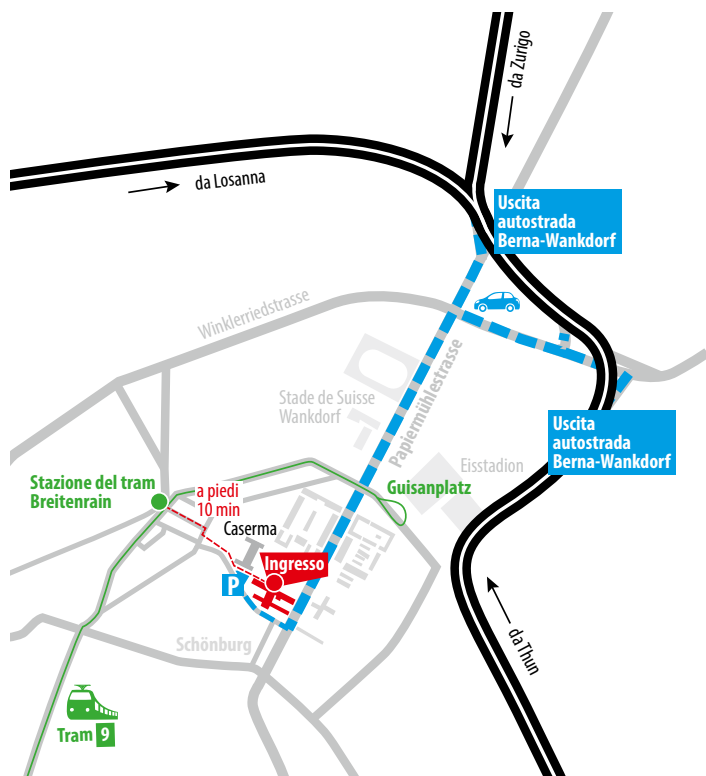 da Zurigo
da Losanna
Uscita
autostrada
Berna-Wankdorf
Winklerriedstrasse
Papiermühlestrasse
Stade de Suisse
Wankdorf
Uscita
autostrada
Berna-Wankdorf
Eisstadion
Stazione del tram
Breitenrain
a piedi
10 min
Guisanplatz
Caserma
Ingresso
P
Schönburg
da Thun
Tram 9